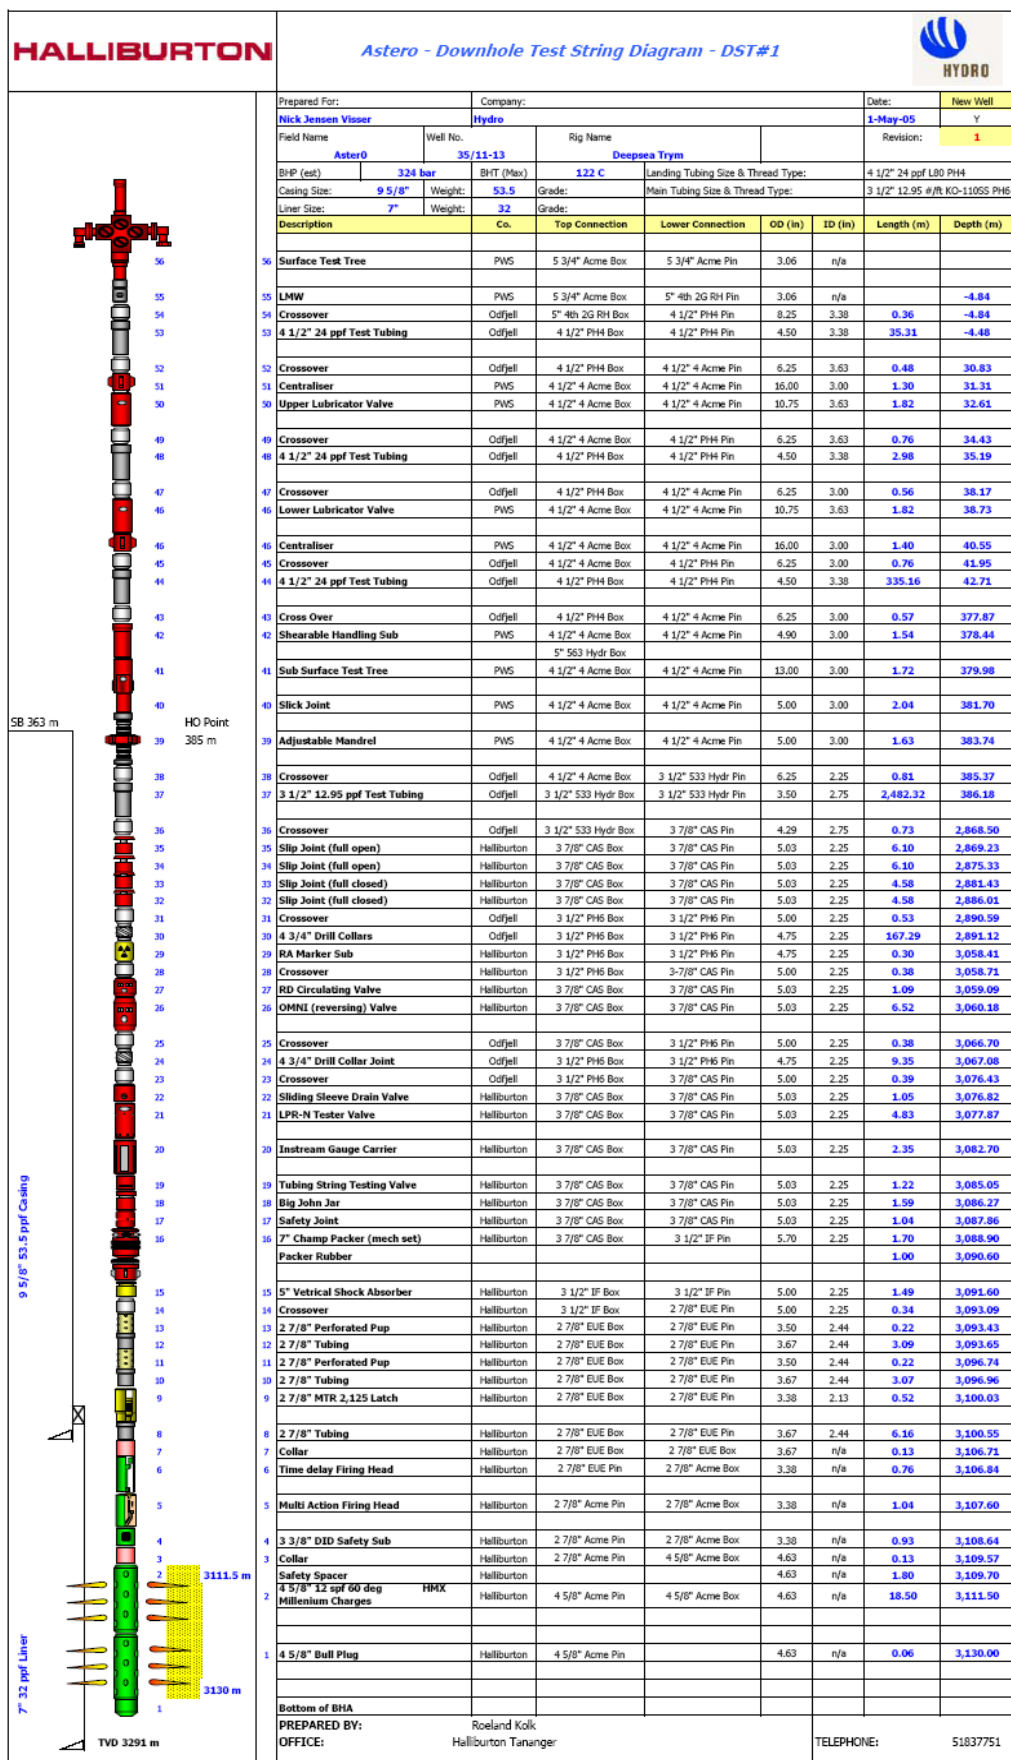 HALLIBURTON
Astero - Downhole Test String Diagram - DST#1
HYDRO
Prepared For: Company: Date: New Well
Nick Jensen Visser Hydro 1-May-05 Y
Field Name Well No. Rig Name Revision: 1
Aster0 35/11-13 Deepsea Trym
BHP (est) 324 bar BHT (Max) 122 C Landing Tubing Size & Thread Type: 4 1/2" 24 ppf L80 PH4
Casing Size: 9 5/8" Weight: 53.5 Grade: Main Tubing Size & Thread Type: 3 1/2" 12.95 #/ft KO-110SS PH6
Liner Size: 7" Weight: 32 Grade:
Description Co. Top Connection Lower Connection OD (in) ID (in) Length (m) Depth (m)
56 56 Surface Test Tree PWS 5 3/4" Acme Box 5 3/4" Acme Pin 3.06 n/a
55 55 LMW PWS 5 3/4" Acme Box 5" 4th 2G RH Pin 3.06 n/a -4.84
54 54 Crossover Odfjell 5" 4th 2G RH Box 4 1/2" PH4 Pin 8.25 3.38 0.36 -4.84
53 53 4 1/2" 24 ppf Test Tubing Odfjell 4 1/2" PH4 Box 4 1/2" PH4 Pin 4.50 3.38 35.31 -4.48
52 52 Crossover Odfjell 4 1/2" PH4 Box 4 1/2" 4 Acme Pin 6.25 3.63 0.48 30.83
51 51 Centraliser PWS 4 1/2" 4 Acme Box 4 1/2" 4 Acme Pin 16.00 3.00 1.30 31.31
50 50 Upper Lubricator Valve PWS 4 1/2" 4 Acme Box 4 1/2" 4 Acme Pin 10.75 3.63 1.82 32.61
49 49 Crossover Odfjell 4 1/2" 4 Acme Box 4 1/2" PH4 Pin 6.25 3.63 0.76 34.43
48 48 4 1/2" 24 ppf Test Tubing Odfjell 4 1/2" PH4 Box 4 1/2" PH4 Pin 4.50 3.38 2.98 35.19
47 47 Crossover Odfjell 4 1/2" PH4 Box 4 1/2" 4 Acme Pin 6.25 3.00 0.56 38.17
46 46 Lower Lubricator Valve PWS 4 1/2" 4 Acme Box 4 1/2" 4 Acme Pin 10.75 3.63 1.82 38.73
46 46 Centraliser PWS 4 1/2" 4 Acme Box 4 1/2" 4 Acme Pin 16.00 3.00 1.40 40.55
45 45 Crossover Odfjell 4 1/2" 4 Acme Box 4 1/2" PH4 Pin 6.25 3.00 0.76 41.95
44 44 4 1/2" 24 ppf Test Tubing Odfjell 4 1/2" PH4 Box 4 1/2" PH4 Pin 4.50 3.38 335.16 42.71
43 43 Cross Over Odfjell 4 1/2" PH4 Box 4 1/2" 4 Acme Pin 6.25 3.00 0.57 377.87
42 42 Shearable Handling Sub PWS 4 1/2" 4 Acme Box 4 1/2" 4 Acme Pin 4.90 3.00 1.54 378.44
5" 563 Hydr Box
41 41 Sub Surface Test Tree PWS 4 1/2" 4 Acme Box 4 1/2" 4 Acme Pin 13.00 3.00 1.72 379.98
40 40 Slick Joint PWS 4 1/2" 4 Acme Box 4 1/2" 4 Acme Pin 5.00 3.00 2.04 381.70
SB 363 m HO Point
39 385 m 39 Adjustable Mandrel PWS 4 1/2" 4 Acme Box 4 1/2" 4 Acme Pin 5.00 3.00 1.63 383.74
38 38 Crossover Odfjell 4 1/2" 4 Acme Box 3 1/2" 533 Hydr Pin 6.25 2.25 0.81 385.37
37 37 3 1/2" 12.95 ppf Test Tubing Odfjell 3 1/2" 533 Hydr Box 3 1/2" 533 Hydr Pin 3.50 2.75 2,482.32 386.18
36 36 Crossover Odfjell 3 1/2" 533 Hydr Box 3 7/8" CAS Pin 4.29 2.75 0.73 2,868.50
35 35 Slip Joint (full open) Halliburton 3 7/8" CAS Box 3 7/8" CAS Pin 5.03 2.25 6.10 2,869.23
34 34 Slip Joint (full open) Halliburton 3 7/8" CAS Box 3 7/8" CAS Pin 5.03 2.25 6.10 2,875.33
33 33 Slip Joint (full closed) Halliburton 3 7/8" CAS Box 3 7/8" CAS Pin 5.03 2.25 4.58 2,881.43
32 32 Slip Joint (full closed) Halliburton 3 7/8" CAS Box 3 7/8" CAS Pin 5.03 2.25 4.58 2,886.01
31 31 Crossover Odfjell 3 1/2" PH6 Box 3 1/2" PH6 Pin 5.00 2.25 0.53 2,890.59
30 30 4 3/4" Drill Collars Odfjell 3 1/2" PH6 Box 3 1/2" PH6 Pin 4.75 2.25 167.29 2,891.12
29 29 RA Marker Sub Halliburton 3 1/2" PH6 Box 3 1/2" PH6 Pin 4.75 2.25 0.30 3,058.41
28 28 Crossover Halliburton 3 1/2" PH6 Box 3-7/8" CAS Pin 5.00 2.25 0.38 3,058.71
27 27 RD Circulating Valve Halliburton 3 7/8" CAS Box 3 7/8" CAS Pin 5.03 2.25 1.09 3,059.09
26 26 OMNI (reversing) Valve Halliburton 3 7/8" CAS Box 3 7/8" CAS Pin 5.03 2.25 6.52 3,060.18
25 25 Crossover Odfjell 3 7/8" CAS Box 3 1/2" PH6 Pin 5.00 2.25 0.38 3,066.70
24 24 4 3/4" Drill Collar Joint Odfjell 3 1/2" PH6 Box 3 1/2" PH6 Pin 4.75 2.25 9.35 3,067.08
23 23 Crossover Odfjell 3 1/2" PH6 Box 3 7/8" CAS Pin 5.00 2.25 0.39 3,076.43
22 22 Sliding Sleeve Drain Valve Halliburton 3 7/8" CAS Box 3 7/8" CAS Pin 5.03 2.25 1.05 3,076.82
21 21 LPR-N Tester Valve Halliburton 3 7/8" CAS Box 3 7/8" CAS Pin 5.03 2.25 4.83 3,077.87
20 20 Instream Gauge Carrier Halliburton 3 7/8" CAS Box 3 7/8" CAS Pin 5.03 2.25 2.35 3,082.70
19 19 Tubing String Testing Valve Halliburton 3 7/8" CAS Box 3 7/8" CAS Pin 5.03 2.25 1.22 3,085.05
18 18 Big John Jar Halliburton 3 7/8" CAS Box 3 7/8" CAS Pin 5.03 2.25 1.59 3,086.27
17 17 Safety Joint Halliburton 3 7/8" CAS Box 3 7/8" CAS Pin 5.03 2.25 1.04 3,087.86
16 16 7" Champ Packer (mech set) Halliburton 3 7/8" CAS Box 3 1/2" IF Pin 5.70 2.25 1.70 3,088.90
Packer Rubber 1.00 3,090.60
9 5/8" 53.5 ppf Casing
15 15 5" Vetrical Shock Absorber Halliburton 3 1/2" IF Box 3 1/2" IF Pin 5.00 2.25 1.49 3,091.60
14 14 Crossover Halliburton 3 1/2" IF Box 2 7/8" EUE Pin 5.00 2.25 0.34 3,093.09
13 13 2 7/8" Perforated Pup Halliburton 2 7/8" EUE Box 2 7/8" EUE Pin 3.50 2.44 0.22 3,093.43
12 12 2 7/8" Tubing Halliburton 2 7/8" EUE Box 2 7/8" EUE Pin 3.67 2.44 3.09 3,093.65
11 11 2 7/8" Perforated Pup Halliburton 2 7/8" EUE Box 2 7/8" EUE Pin 3.50 2.44 0.22 3,096.74
10 10 2 7/8" Tubing Halliburton 2 7/8" EUE Box 2 7/8" EUE Pin 3.67 2.44 3.07 3,096.96
9 9 2 7/8" MTR 2,125 Latch Halliburton 2 7/8" EUE Box 2 7/8" EUE Pin 3.38 2.13 0.52 3,100.03
8 8 2 7/8" Tubing Halliburton 2 7/8" EUE Box 2 7/8" EUE Pin 3.67 2.44 6.16 3,100.55
7 7 Collar Halliburton 2 7/8" EUE Box 2 7/8" EUE Box 3.67 n/a 0.13 3,106.71
6 6 Time delay Firing Head Halliburton 2 7/8" EUE Pin 2 7/8" Acme Box 3.38 n/a 0.76 3,106.84
5 5 Multi Action Firing Head Halliburton 2 7/8" Acme Pin 2 7/8" Acme Box 3.38 n/a 1.04 3,107.60
4 4 3 3/8" DID Safety Sub Halliburton 2 7/8" Acme Pin 2 7/8" Acme Box 3.38 n/a 0.93 3,108.64
3 3 Collar Halliburton 2 7/8" Acme Pin 4 5/8" Acme Box 4.63 n/a 0.13 3,109.57
2 3111.5 m Safety Spacer Halliburton 4.63 n/a 1.80 3,109.70
2 4 5/8" 12 spf 60 deg HMX
Millenium Charges Halliburton 4 5/8" Acme Pin 4 5/8" Acme Box 4.63 n/a 18.50 3,111.50
7" 32 ppf Liner
1 4 5/8" Bull Plug Halliburton 4 5/8" Acme Pin 4.63 n/a 0.06 3,130.00
3130 m
1 Bottom of BHA
PREPARED BY: Roeland Kolk
TVD 3291 m OFFICE: Halliburton Tananger TELEPHONE: 51837751